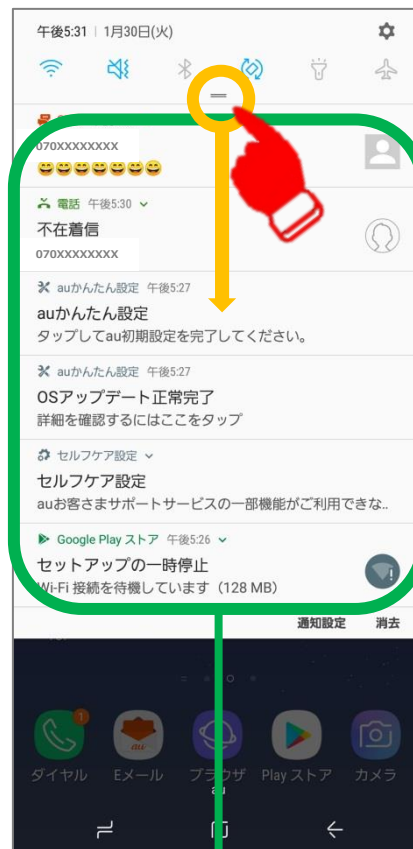 午後5:31 | 1月30日(火)
070XXXXXXXX
😄😄😄😄😄😄😄
電話 午後5:30
不在着信
070XXXXXXXX
auかんたん設定 午後5:27
auかんたん設定
タップしてau初期設定を完了してください。
auかんたん設定 午後5:27
OSアップデート正常完了
詳細を確認するにはここをタップ
セルフケア設定
セルフケア設定
auお客さまサポートサービスの一部機能がご利用できな..
Google Play ストア 午後5:26
セットアップの一時停止
Wi-Fi 接続を待機しています（128 MB）
通知設定 消去
1
au
ダイヤル Eメール ブラウザ Play ストア カメラ
au